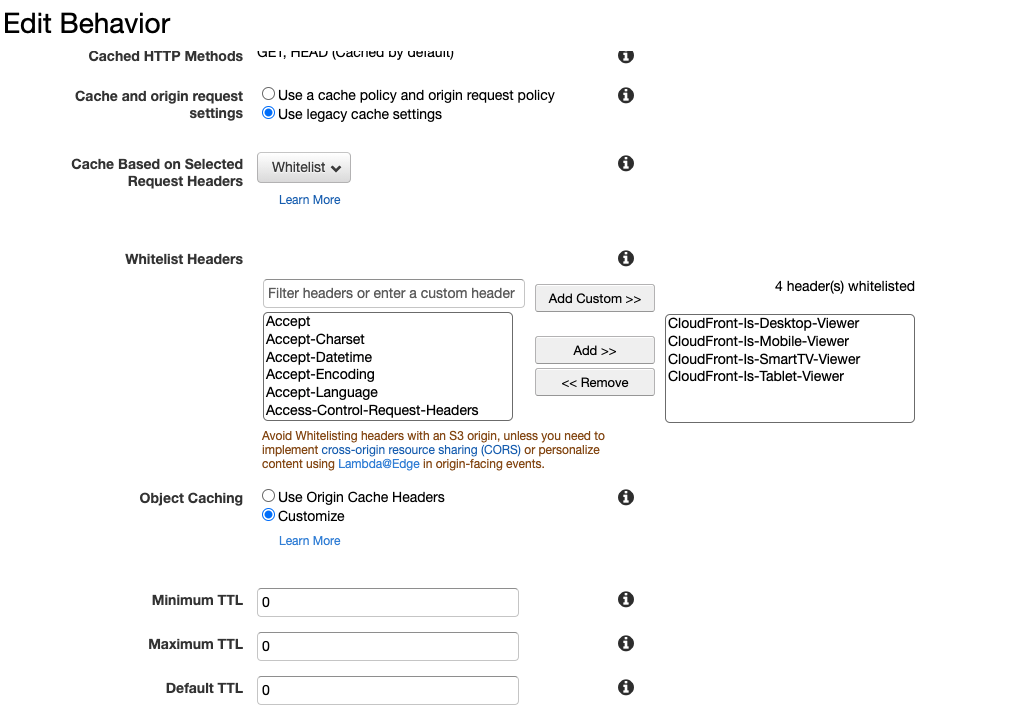 Edit Behavior
Cached HTTP Methods
GET, HEAD (Cached by default)
Cache and origin request
settings
Use a cache policy and origin request policy
Use legacy cache settings
Cache Based on Selected
Request Headers
Whitelist
Learn More
Whitelist Headers
4 header(s) whitelisted
Filter headers or enter a custom header
Add Custom >>
Accept
Accept-Charset
Accept-Datetime
Accept-Encoding
Accept-Language
Access-Control-Request-Headers
Add >>
<< Remove
CloudFront-Is-Desktop-Viewer
CloudFront-Is-Mobile-Viewer
CloudFront-Is-SmartTV-Viewer
CloudFront-Is-Tablet-Viewer
Avoid Whitelisting headers with an S3 origin, unless you need to
implement cross-origin resource sharing (CORS) or personalize
content using Lambda@Edge in origin-facing events.
Object Caching
Use Origin Cache Headers
Customize
Learn More
Minimum TTL
0
Maximum TTL
0
Default TTL
0